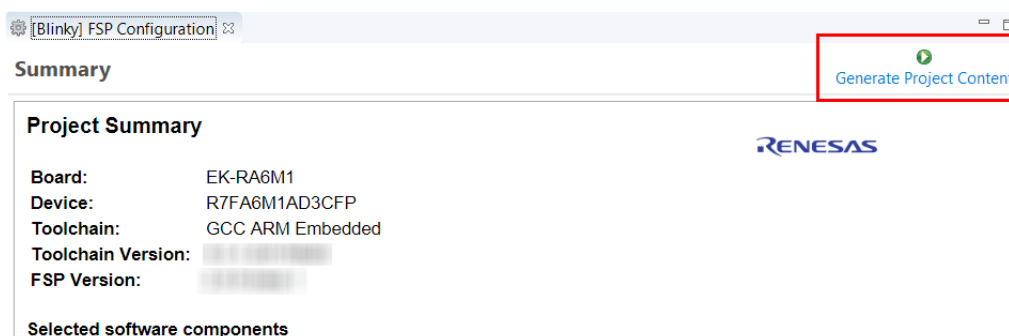 [Blinky] FSP Configuration
Summary
Generate Project Conten
Project Summary
RENESAS
Board: EK-RA6M1
Device: R7FA6M1AD3CFP
Toolchain: GCC ARM Embedded
Toolchain Version:
FSP Version:
Selected software components